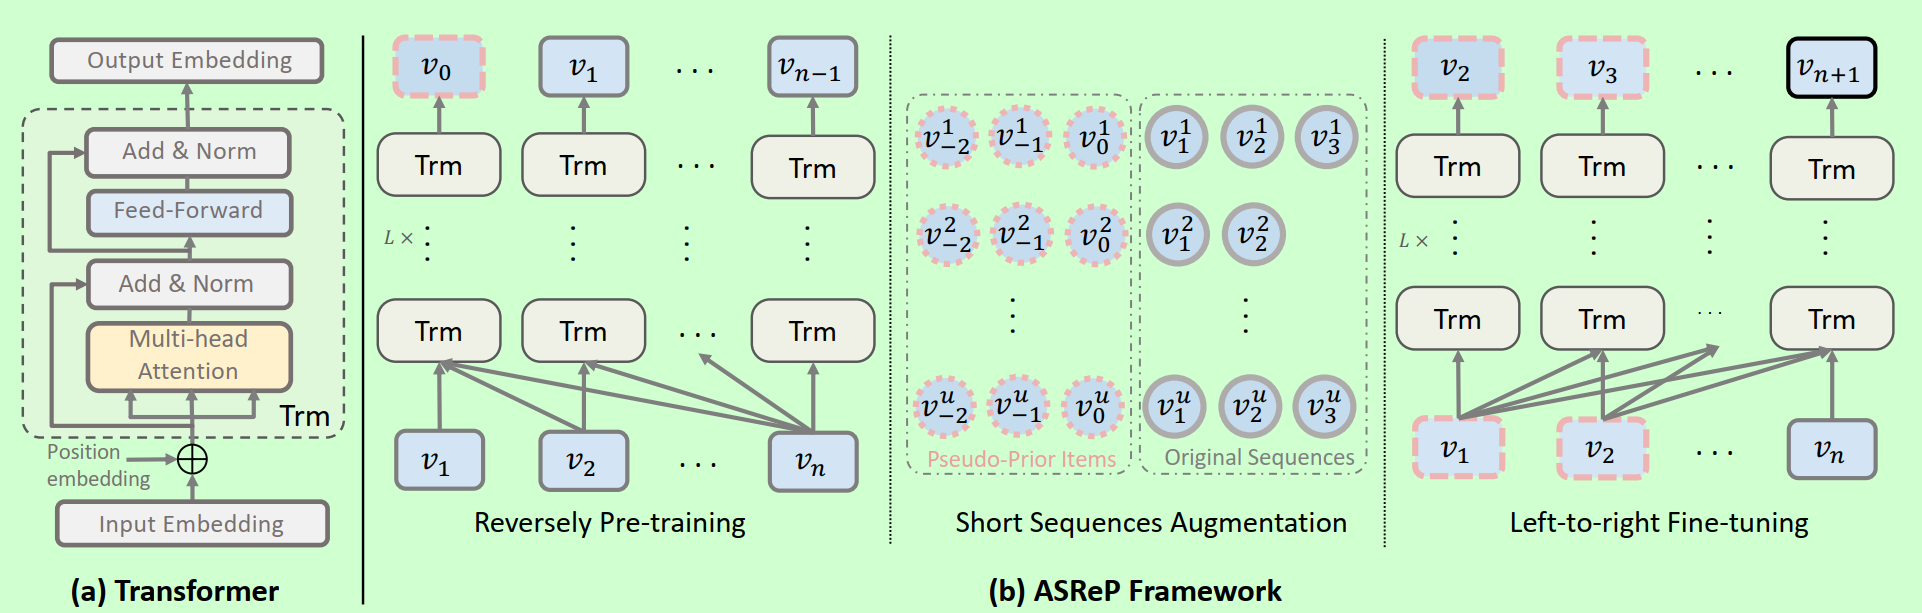 Output Embedding
Add & Norm
Feed-Forward
Add & Norm
Multi-head
Attention
Trm
Position
embedding
Input Embedding
(a) Transformer
v_0 v_1 ... v_{n-1}
Trm Trm ... Trm
L ×
Trm Trm ... Trm
v_1 v_2 ... v_n
Reversely Pre-training
v_{-2}^1 v_{-1}^1 v_0^1 v_1^1 v_2^1 v_3^1
v_{-2}^2 v_{-1}^2 v_0^2 v_1^2 v_2^2
v_{-2}^u v_{-1}^u v_0^u v_1^u v_2^u v_3^u
Pseudo-Prior Items
Original Sequences
Short Sequences Augmentation
v_2 v_3 ... v_{n+1}
Trm Trm ... Trm
L ×
Trm Trm ... Trm
v_1 v_2 ... v_n
Left-to-right Fine-tuning
(b) ASReP Framework